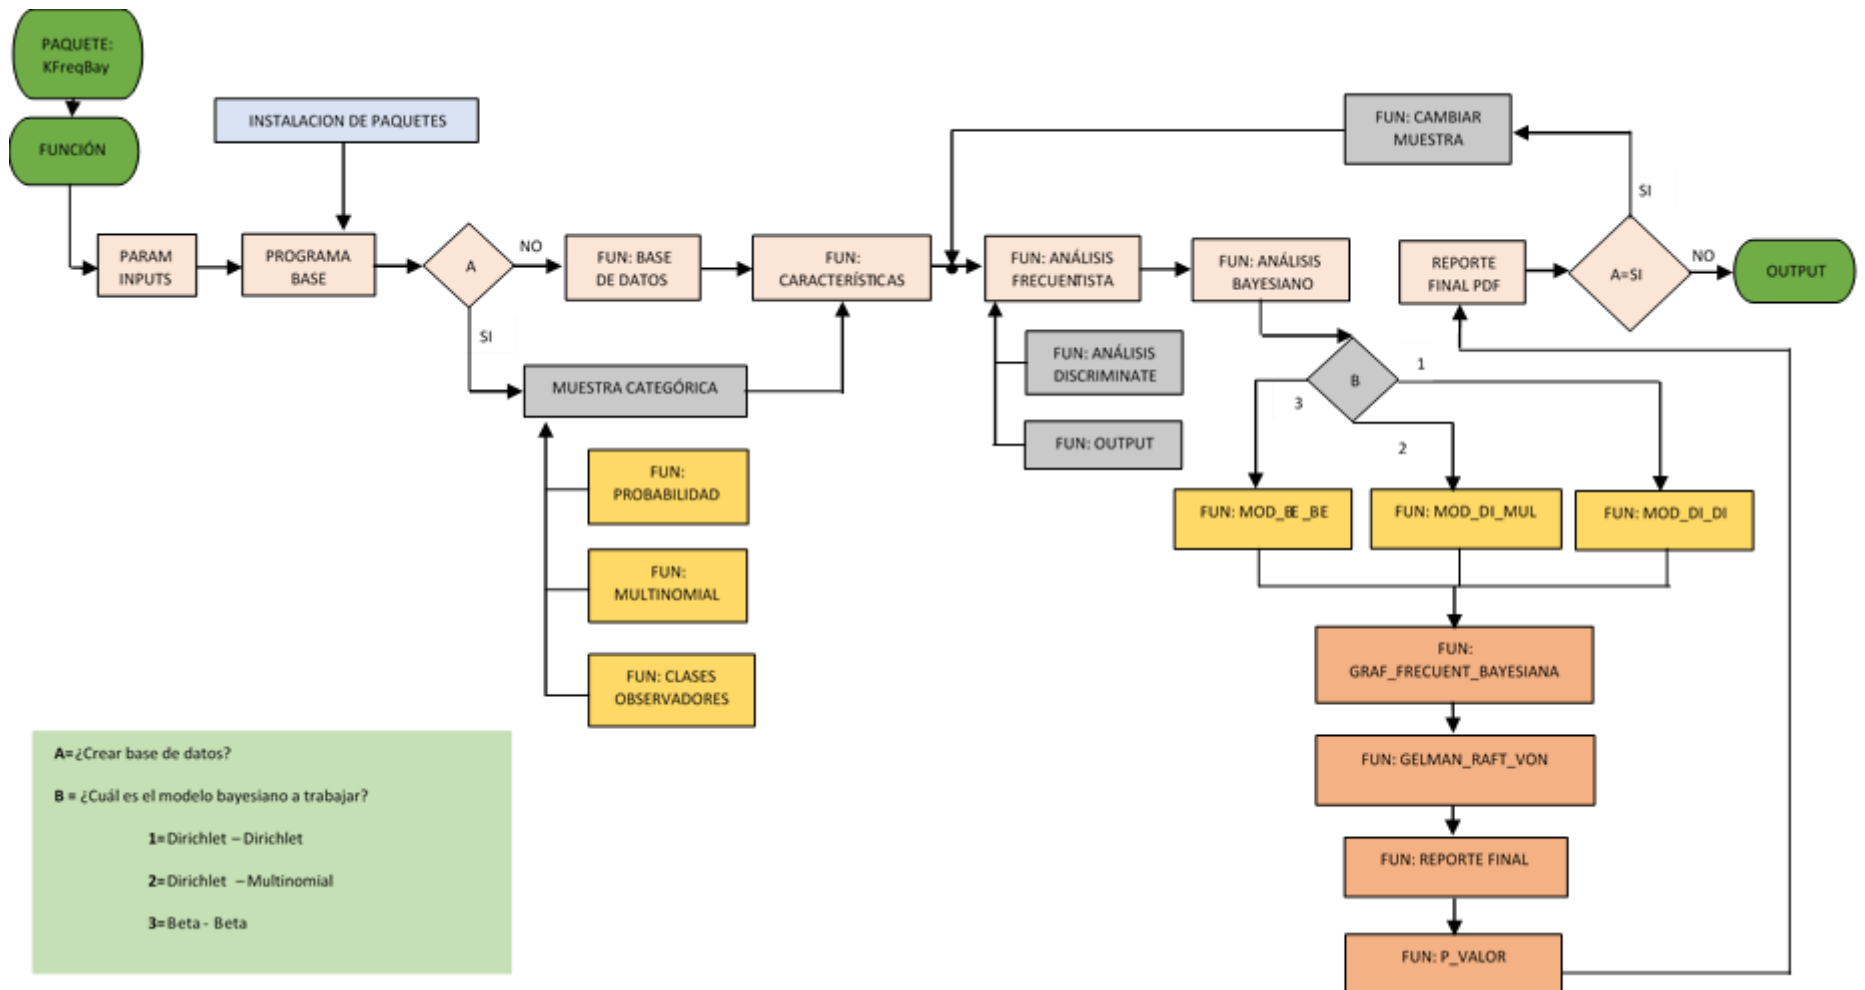 PAQUETE:
KFreqBay
FUNCIÓN
INSTALACION DE PAQUETES
PARAM
INPUTS
PROGRAMA
BASE
A
NO
SI
FUN: BASE
DE DATOS
FUN:
CARACTERÍSTICAS
MUESTRA CATEGÓRICA
FUN:
PROBABILIDAD
FUN:
MULTINOMIAL
FUN: CLASES
OBSERVADORES
FUN: ANÁLISIS
FRECUENTISTA
FUN: ANÁLISIS
DISCRIMINATE
FUN: OUTPUT
FUN: ANÁLISIS
BAYESIANO
B
1
2
3
FUN: MOD_BE_BE
FUN: MOD_DI_MUL
FUN: MOD_DI_DI
FUN:
GRAF_FRECUENT_BAYESIANA
FUN: GELMAN_RAFT_VON
FUN: REPORTE FINAL
FUN: P_VALOR
REPORTE
FINAL PDF
A=SI
SI
NO
FUN: CAMBIAR
MUESTRA
OUTPUT
A=¿Crear base de datos?
B = ¿Cuál es el modelo bayesiano a trabajar?
1=Dirichlet – Dirichlet
2=Dirichlet – Multinomial
3=Beta - Beta